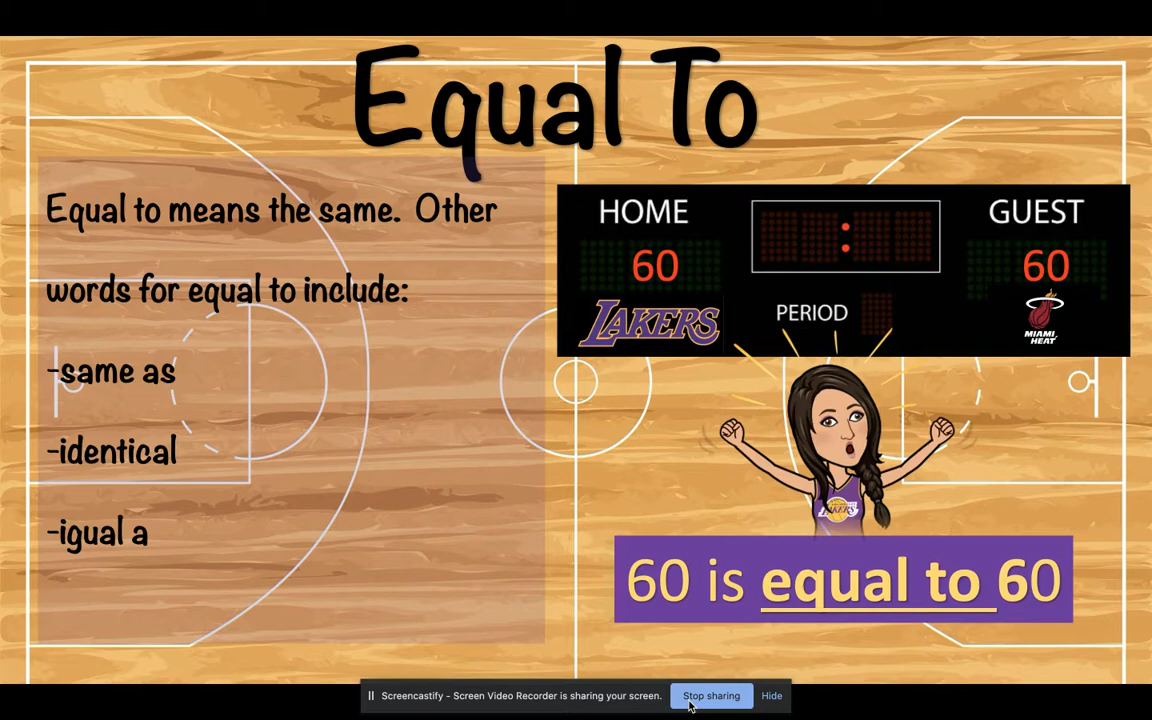 Equal To
Equal to means the same. Other
words for equal to include:
-same as
-identical
-igual a
HOME
GUEST
60
:
60
LAKERS
PERIOD
MIAMI
HEAT
LAKERS
60 is equal to 60
Screencastify - Screen Video Recorder is sharing your screen.
Stop sharing
Hide